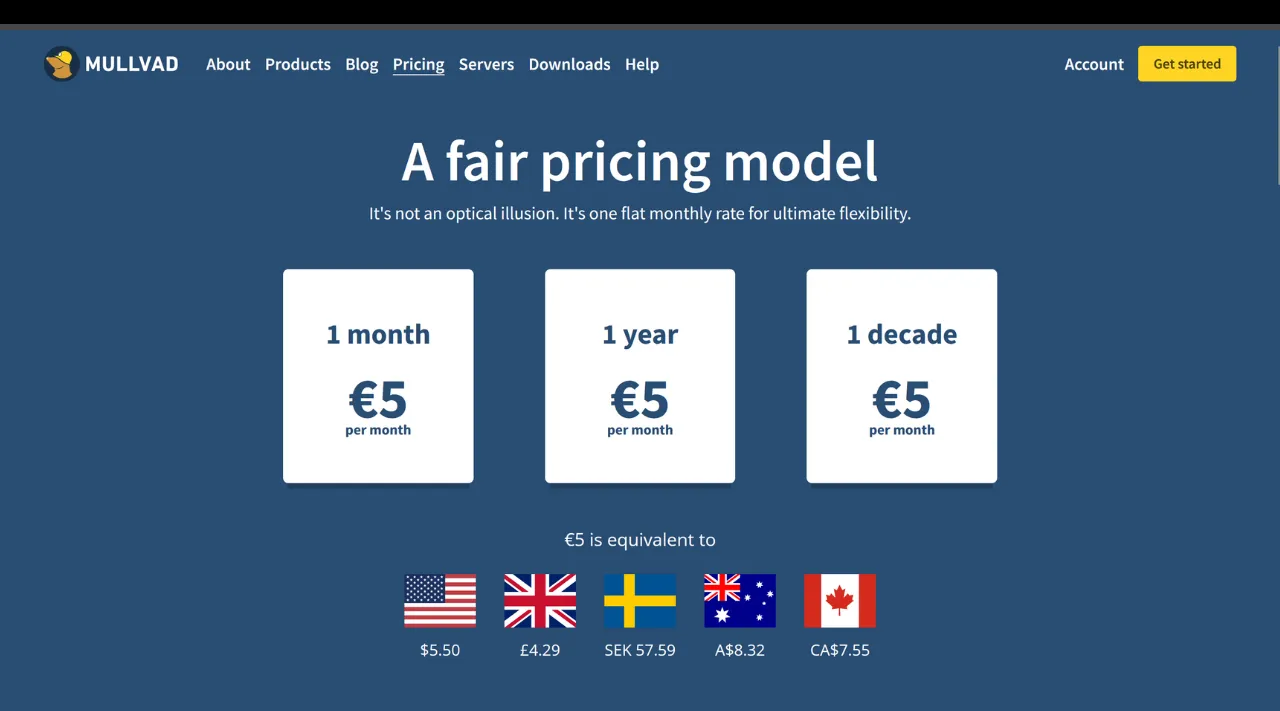 MULLVAD About Products Blog Pricing Servers Downloads Help Account Get started
A fair pricing model
It's not an optical illusion. It's one flat monthly rate for ultimate flexibility.
1 month
€5
per month
1 year
€5
per month
1 decade
€5
per month
€5 is equivalent to
$5.50 £4.29 SEK 57.59 A$8.32 CA$7.55